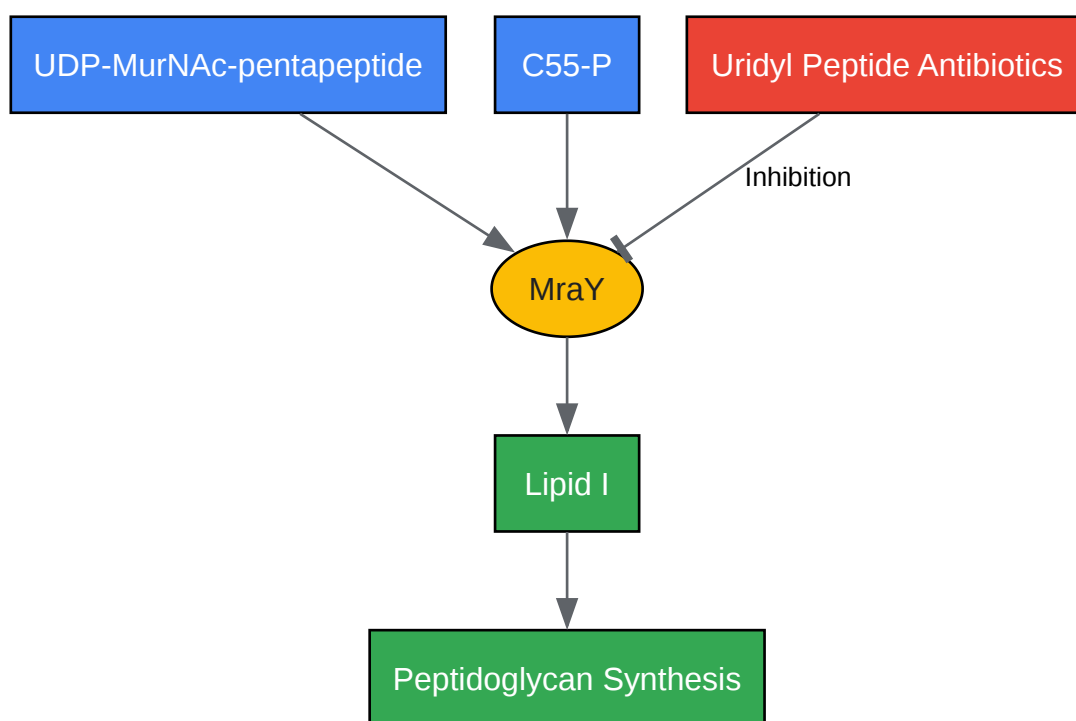 UDP-MurNAc-pentapeptide
C55-P
Uridyl Peptide Antibiotics
Inhibition
MraY
Lipid I
Peptidoglycan Synthesis